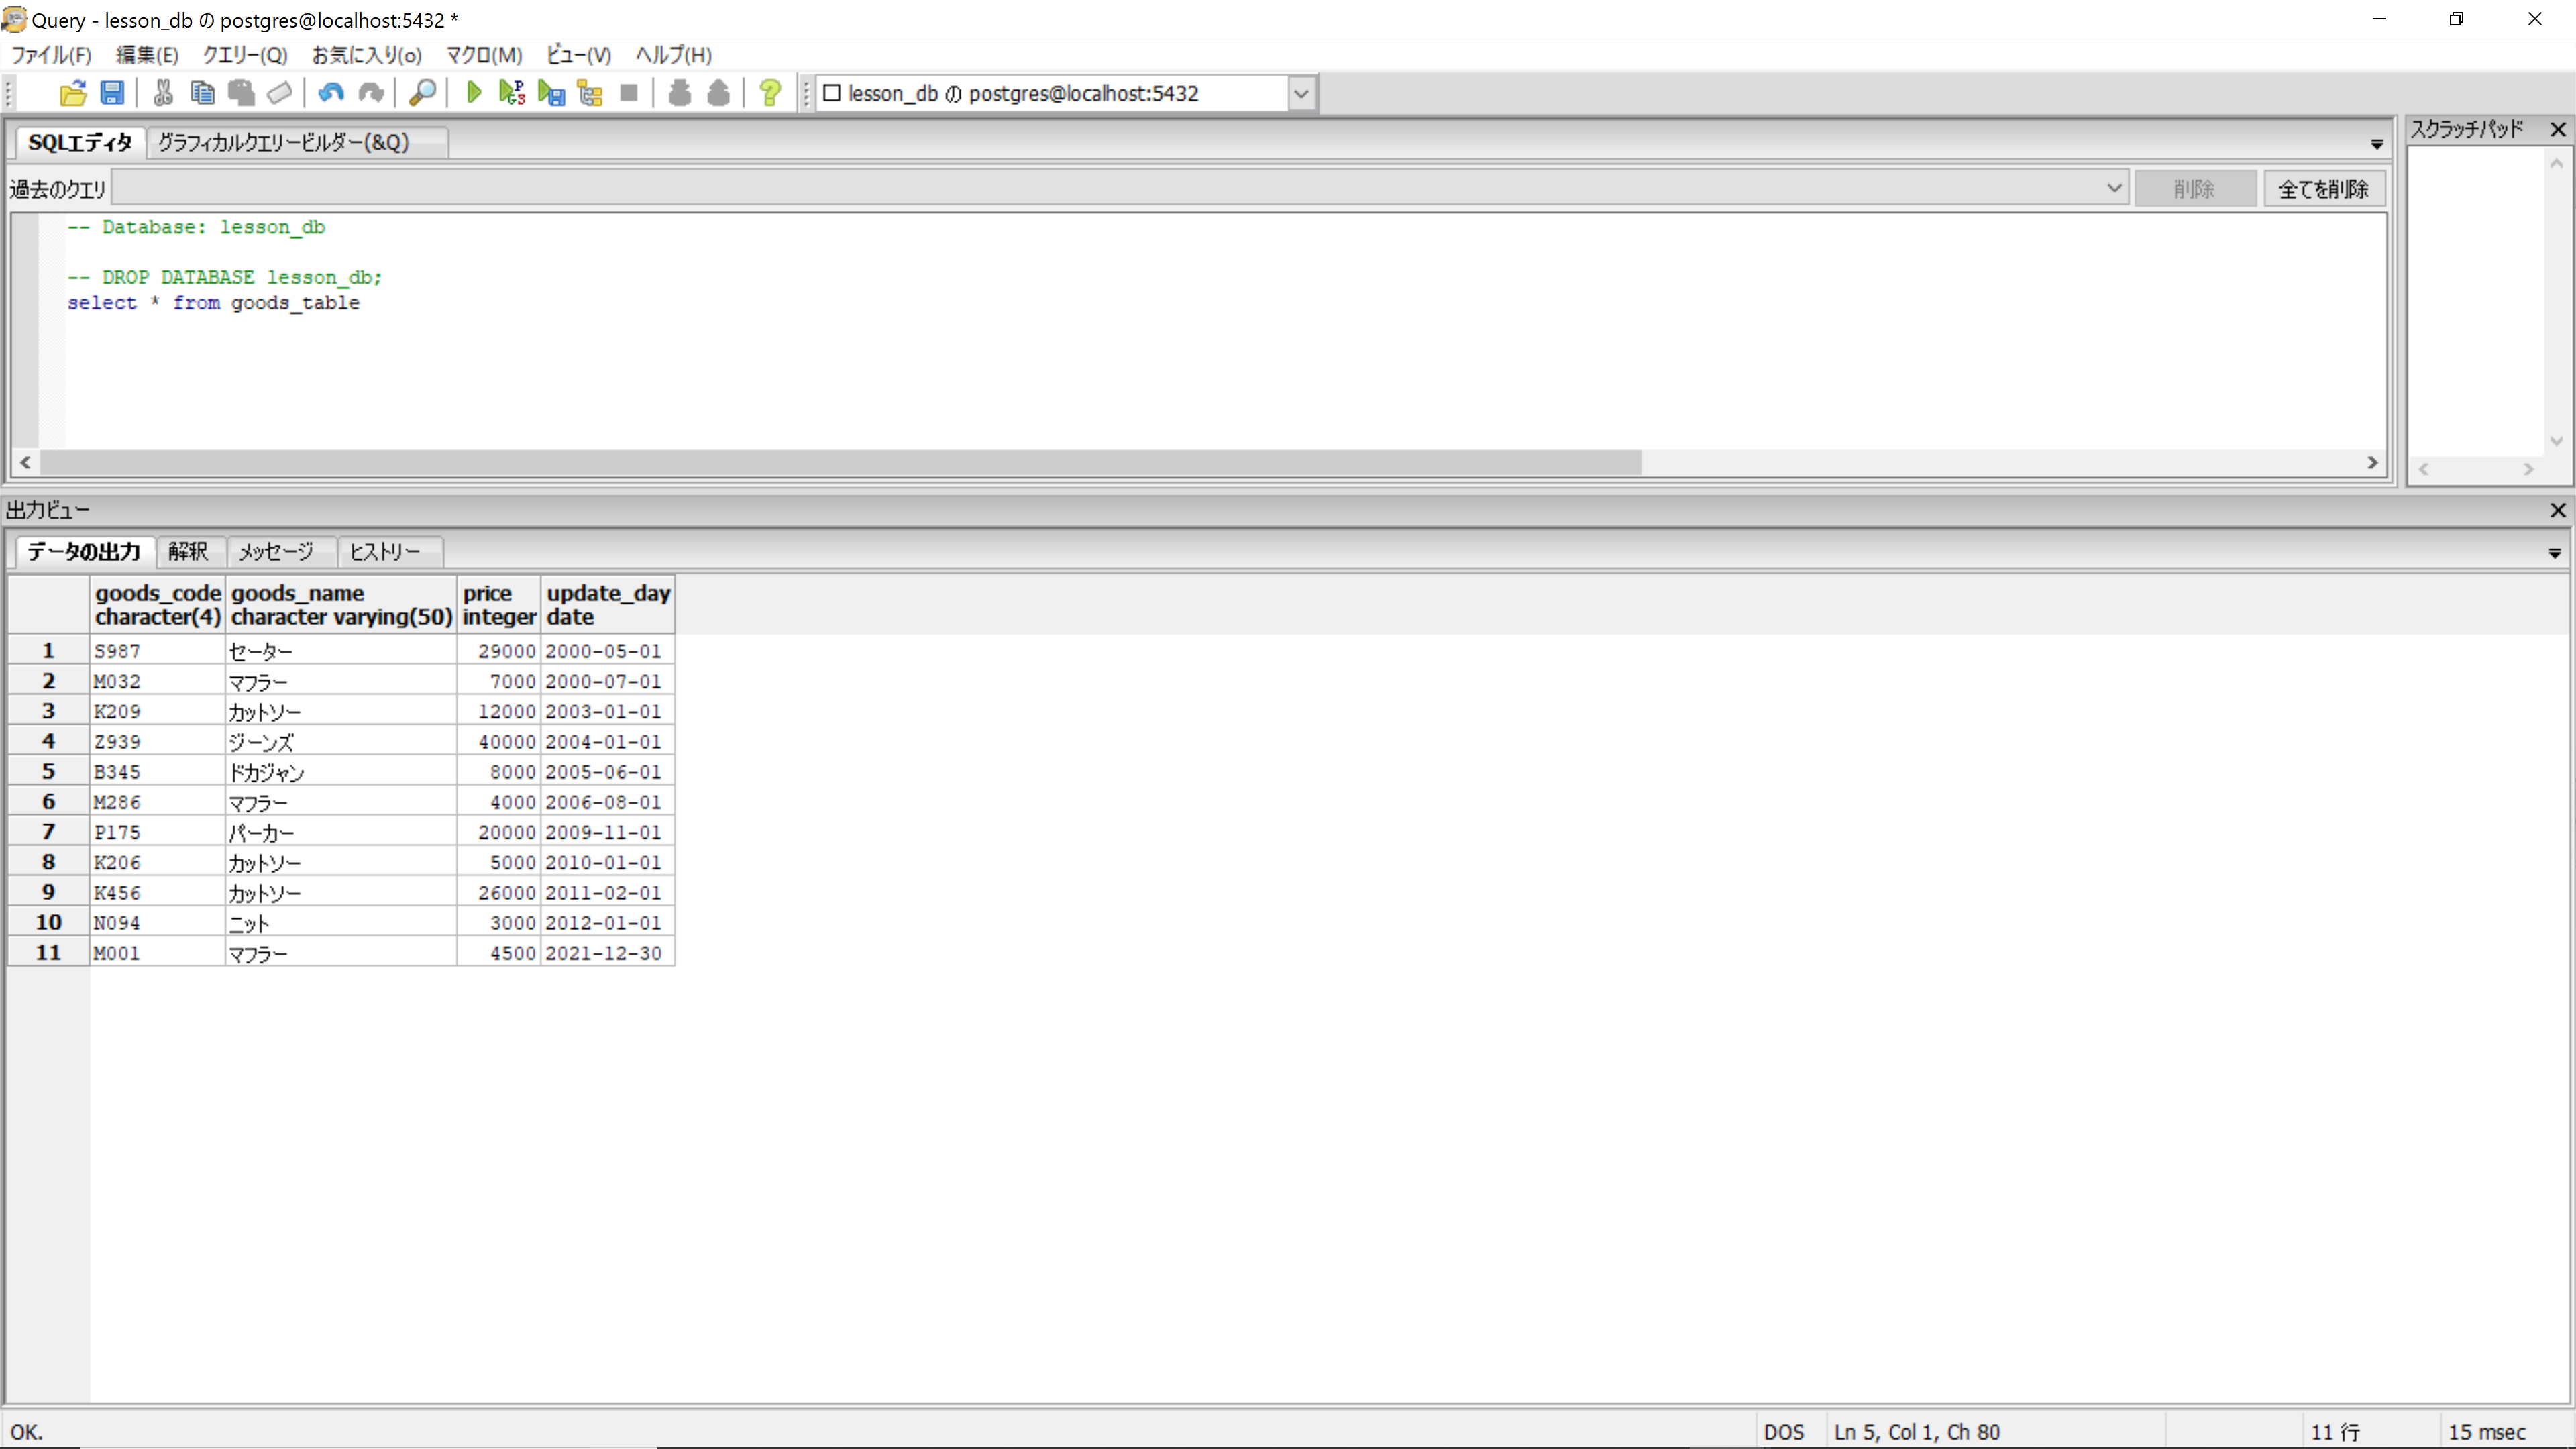 Query - lesson_db の postgres@localhost:5432 *
ファイル(F) 編集(E) クエリー(Q) お気に入り(o) マクロ(M) ビュー(V) ヘルプ(H)
lesson_db の postgres@localhost:5432
SQLエディタ グラフィカルクエリービルダー(&Q)
スクラッチパッド
過去のクエリ 削除 全てを削除
-- Database: lesson_db
-- DROP DATABASE lesson_db;
select * from goods_table
出力ビュー
データの出力 解釈 メッセージ ヒストリー
goods_code goods_name price update_day
character(4) character varying(50) integer date
1 S987 セーター 29000 2000-05-01
2 M032 マフラー 7000 2000-07-01
3 K209 カットソー 12000 2003-01-01
4 Z939 ジーンズ 40000 2004-01-01
5 B345 ドカジャン 8000 2005-06-01
6 M286 マフラー 4000 2006-08-01
7 P175 パーカー 20000 2009-11-01
8 K206 カットソー 5000 2010-01-01
9 K456 カットソー 26000 2011-02-01
10 N094 ニット 3000 2012-01-01
11 M001 マフラー 4500 2021-12-30
OK. DOS Ln 5, Col 1, Ch 80 11 行 15 msec